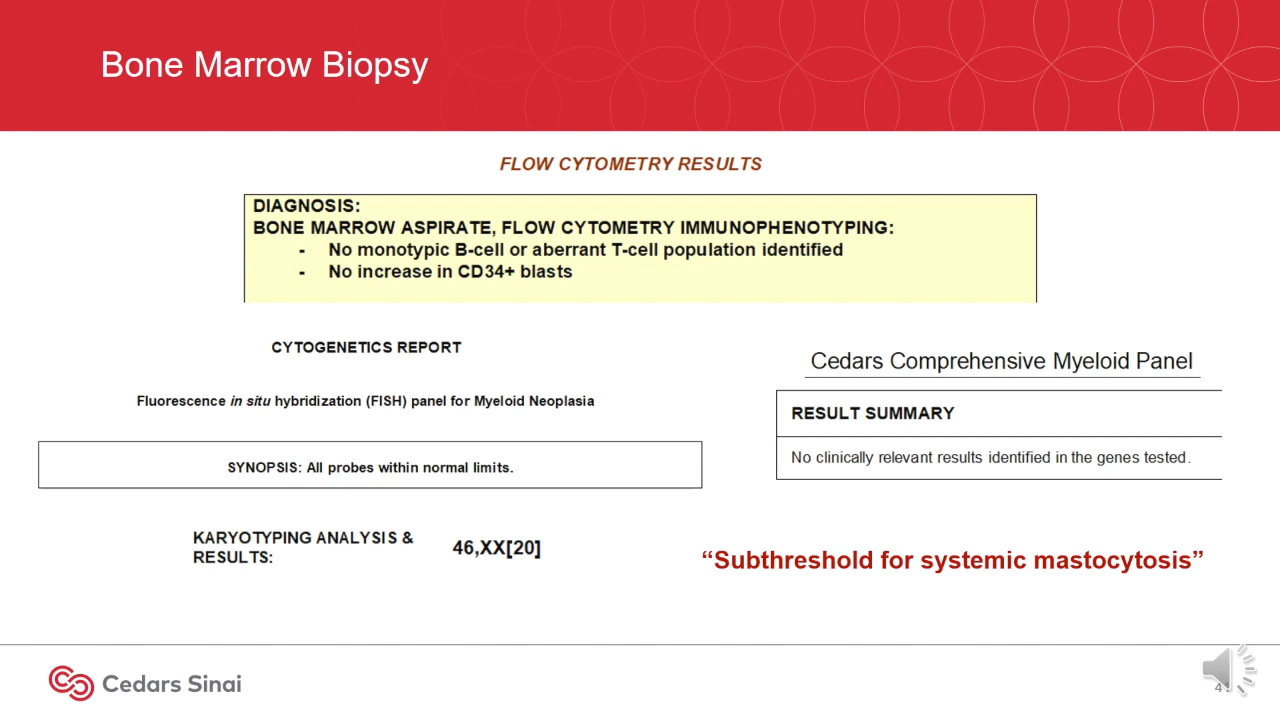 Bone Marrow Biopsy
FLOW CYTOMETRY RESULTS
DIAGNOSIS:
BONE MARROW ASPIRATE, FLOW CYTOMETRY IMMUNOPHENOTYPING:
- No monotypic B-cell or aberrant T-cell population identified
- No increase in CD34+ blasts
CYTOGENETICS REPORT
Fluorescence in situ hybridization (FISH) panel for Myeloid Neoplasia
SYNOPSIS: All probes within normal limits.
KARYOTYPING ANALYSIS &
RESULTS:
46,XX[20]
Cedars Comprehensive Myeloid Panel
RESULT SUMMARY
No clinically relevant results identified in the genes tested.
“Subthreshold for systemic mastocytosis”
Cedars Sinai